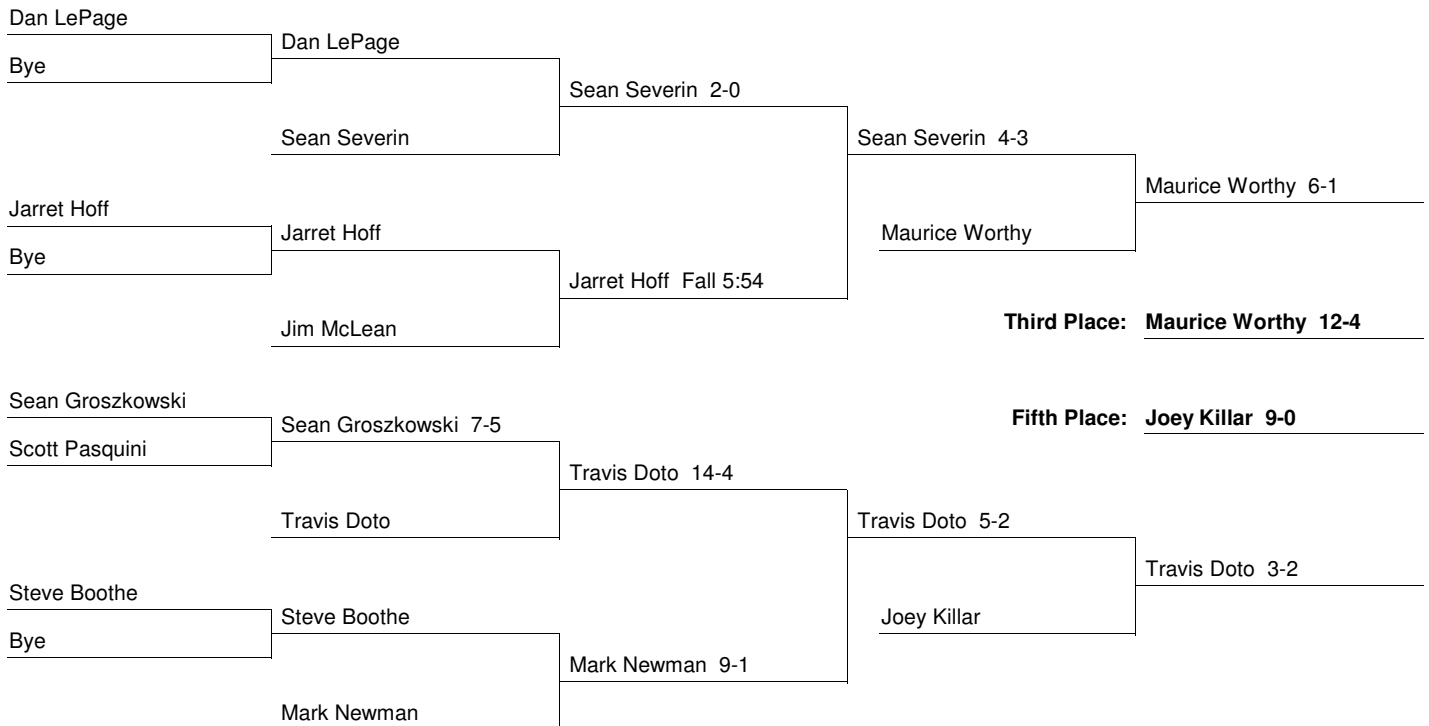 Dan LePage
Dan LePage
Bye
Sean Severin  2-0
Sean Severin
Sean Severin  4-3
Maurice Worthy  6-1
Jarret Hoff
Jarret Hoff
Maurice Worthy
Bye
Jarret Hoff  Fall 5:54
Jim McLean
Third Place: Maurice Worthy  12-4
Sean Groszkowski
Sean Groszkowski  7-5
Fifth Place: Joey Killar  9-0
Scott Pasquini
Travis Doto  14-4
Travis Doto
Travis Doto  5-2
Travis Doto  3-2
Steve Boothe
Steve Boothe
Joey Killar
Bye
Mark Newman  9-1
Mark Newman